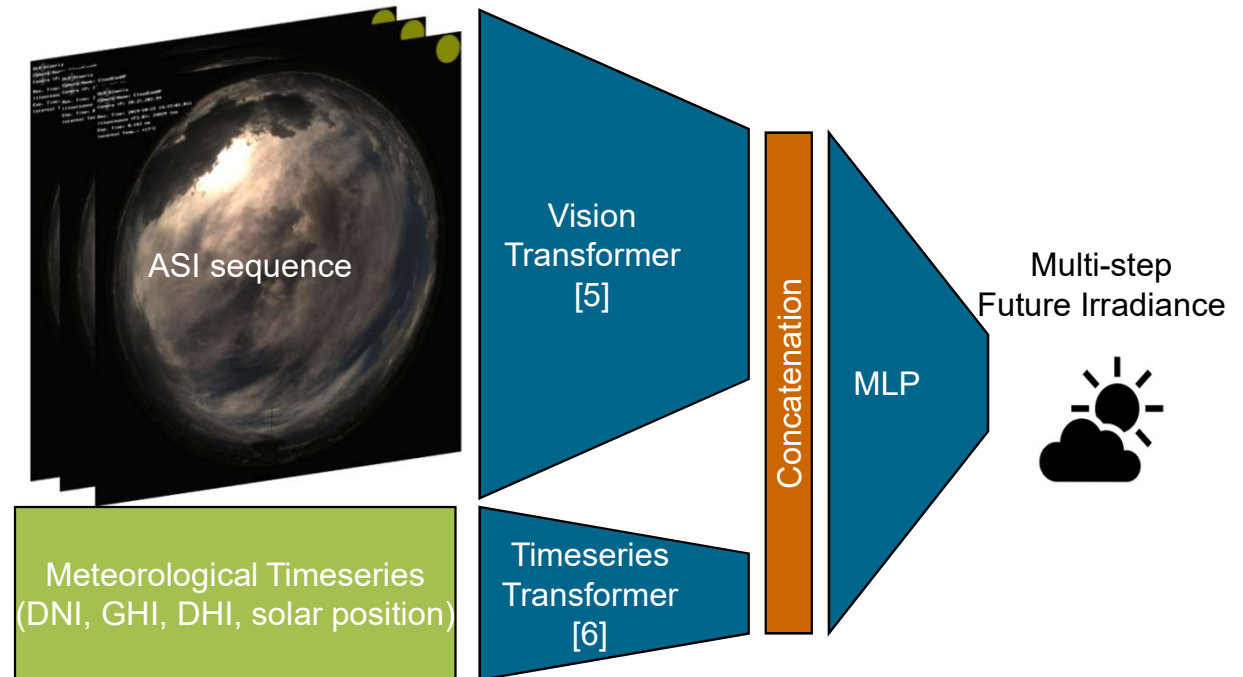 ASI sequence
Vision
Transformer
[5]
Concatenation
MLP
Multi-step
Future Irradiance
Meteorological Timeseries
(DNI, GHI, DHI, solar position)
Timeseries
Transformer
[6]